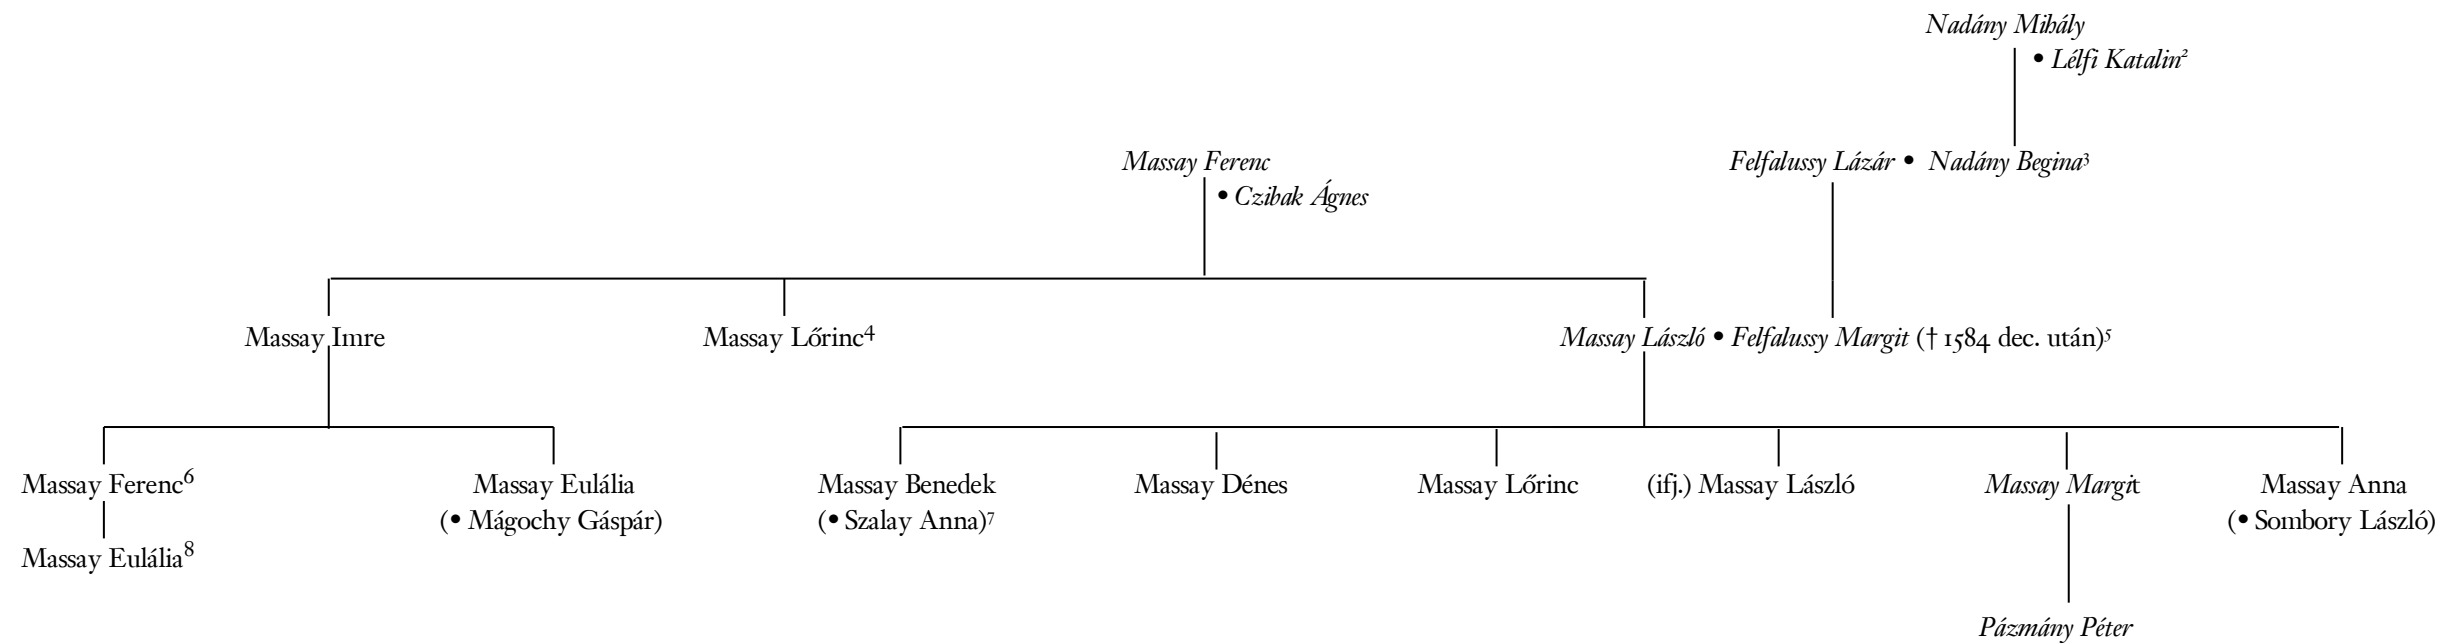 Nadány Mihály
• Lélfi Katalin²
Massay Ferenc
• Czibak Ágnes
Felfalussy Lázár • Nadány Begina³
Massay Imre
Massay Lőrinc⁴
Massay László • Felfalussy Margit († 1584 dec. után)⁵
Massay Ferenc⁶
Massay Eulália
(• Mágochy Gáspár)
Massay Benedek
(• Szalay Anna)⁷
Massay Dénes
Massay Lőrinc
(ifj.) Massay László
Massay Margit
Massay Anna
(• Sombory László)
Massay Eulália⁸
Pázmány Péter